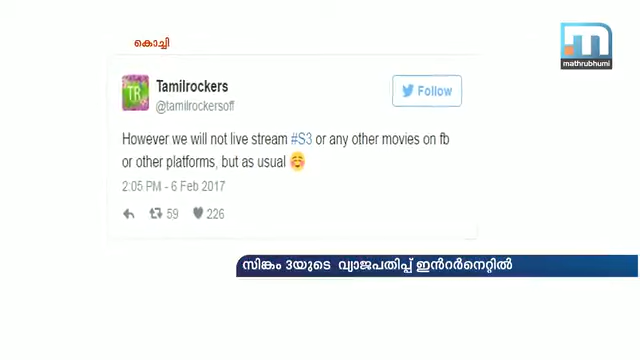 കൊച്ചി
mathrubhumi
Tamilrockers
@tamilrockersoff
Follow
However we will not live stream #S3 or any other movies on fb
or other platforms, but as usual
2:05 PM - 6 Feb 2017
59 226
സിങ്കം 3യുടെ വ്യാജപതിപ്പ് ഇൻറർനെറ്റിൽ